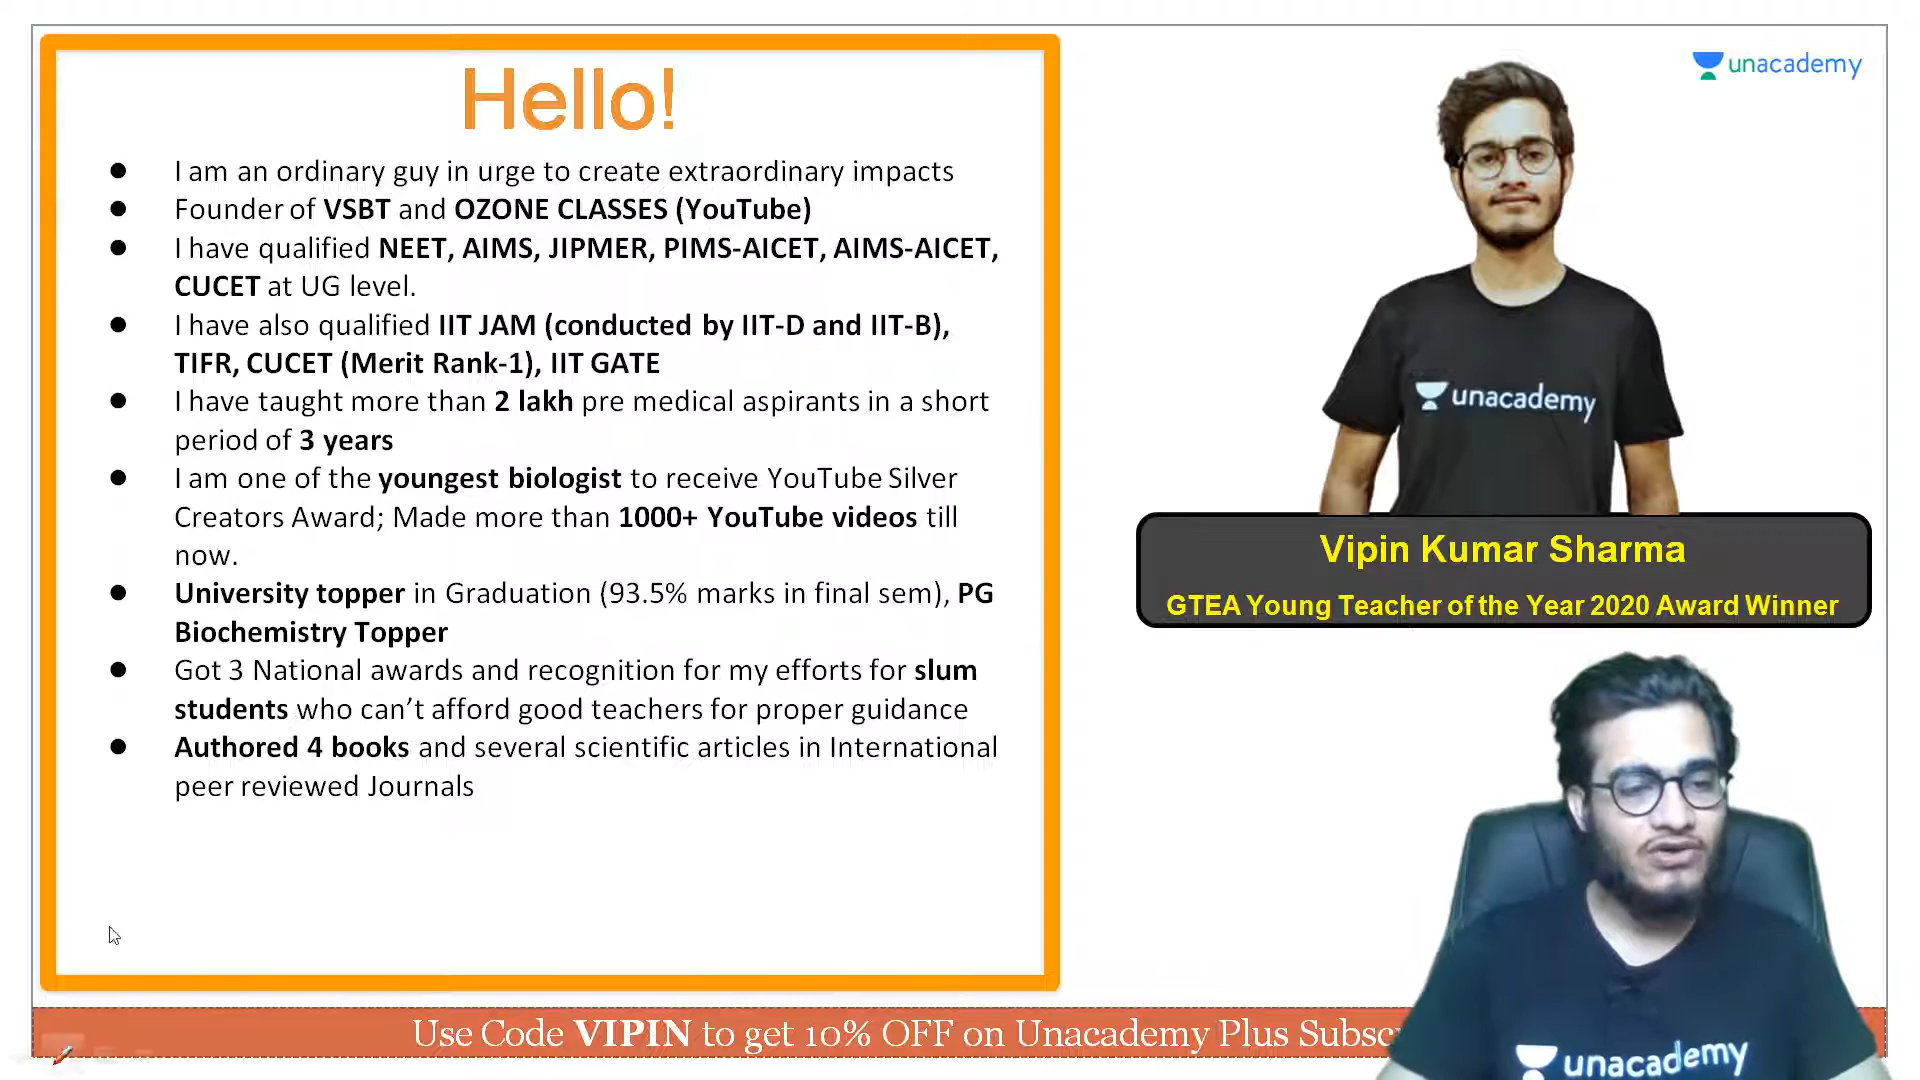 Hello!
I am an ordinary guy in urge to create extraordinary impacts
Founder of VSBT and OZONE CLASSES (YouTube)
I have qualified NEET, AIMS, JIPMER, PIMS-AICET, AIMS-AICET,
CUCET at UG level.
I have also qualified IIT JAM (conducted by IIT-D and IIT-B),
TIFR, CUCET (Merit Rank-1), IIT GATE
I have taught more than 2 lakh pre medical aspirants in a short
period of 3 years
I am one of the youngest biologist to receive YouTube Silver
Creators Award; Made more than 1000+ YouTube videos till
now.
University topper in Graduation (93.5% marks in final sem), PG
Biochemistry Topper
Got 3 National awards and recognition for my efforts for slum
students who can’t afford good teachers for proper guidance
Authored 4 books and several scientific articles in International
peer reviewed Journals
unacademy
unacademy
Vipin Kumar Sharma
GTEA Young Teacher of the Year 2020 Award Winner
Use Code VIPIN to get 10% OFF on Unacademy Plus
unacademy